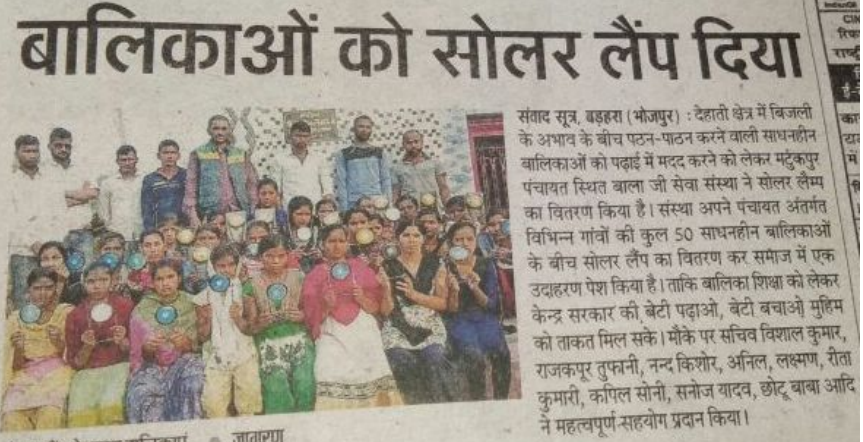 बालिकाओं को सोलर लैंप दिया
संवाद सूत्र, बड़हरा (भोजपुर) : देहाती क्षेत्र में बिजली
के अभाव के बीच पठन-पाठन करने वाली साधनहीन
बालिकाओं को पढ़ाई में मदद करने को लेकर मटुकपुर
पंचायत स्थित बाला जी सेवा संस्था ने सोलर लैम्प
का वितरण किया है। संस्था अपने पंचायत अंतर्गत
विभिन्न गांवों की कुल 50 साधनहीन बालिकाओं
के बीच सोलर लैंप का वितरण कर समाज में एक
उदाहरण पेश किया है। ताकि बालिका शिक्षा को लेकर
केन्द्र सरकार की बेटी पढ़ाओ, बेटी बचाओ मुहिम
को ताकत मिल सके। मौके पर सचिव विशाल कुमार,
राजकपूर तुफानी, नन्द किशोर, अनिल, लक्ष्मण, रीता
कुमारी, कपिल सोनी, सनोज यादव, छोटू बाबा आदि
ने महत्वपूर्ण सहयोग प्रदान किया।
जागरण